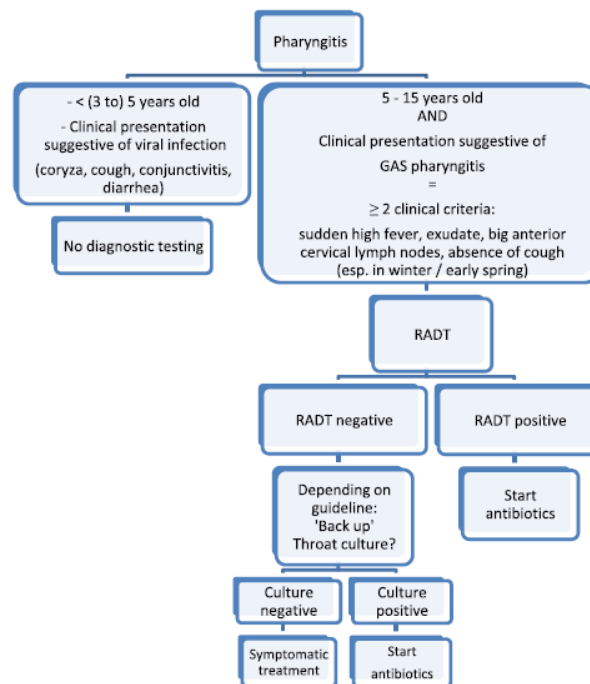 Pharyngitis
- < (3 to) 5 years old
- Clinical presentation
suggestive of viral infection
(coryza, cough, conjunctivitis,
diarrhea)
No diagnostic testing
5 - 15 years old
AND
Clinical presentation suggestive of
GAS pharyngitis
=
≥ 2 clinical criteria:
sudden high fever, exudate, big anterior
cervical lymph nodes, absence of cough
(esp. in winter / early spring)
RADT
RADT negative
RADT positive
Depending on
guideline:
'Back up'
Throat culture?
Start
antibiotics
Culture
negative
Culture
positive
Symptomatic
treatment
Start
antibiotics